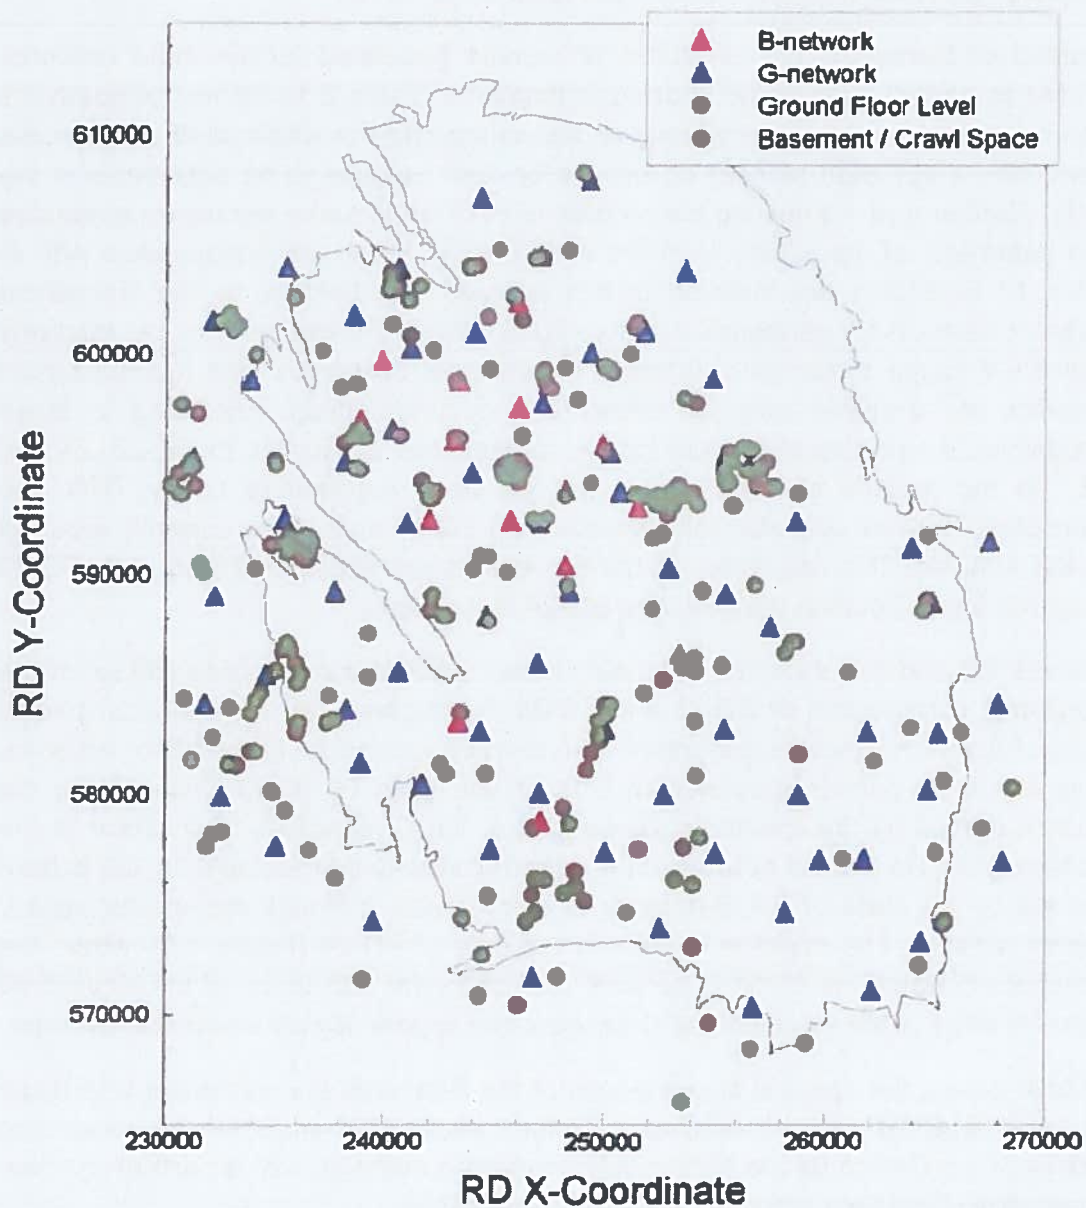 B-network
G-network
Ground Floor Level
Basement / Crawl Space
610000
600000
590000
580000
570000
RD Y-Coordinate
230000 240000 250000 260000 270000
RD X-Coordinate